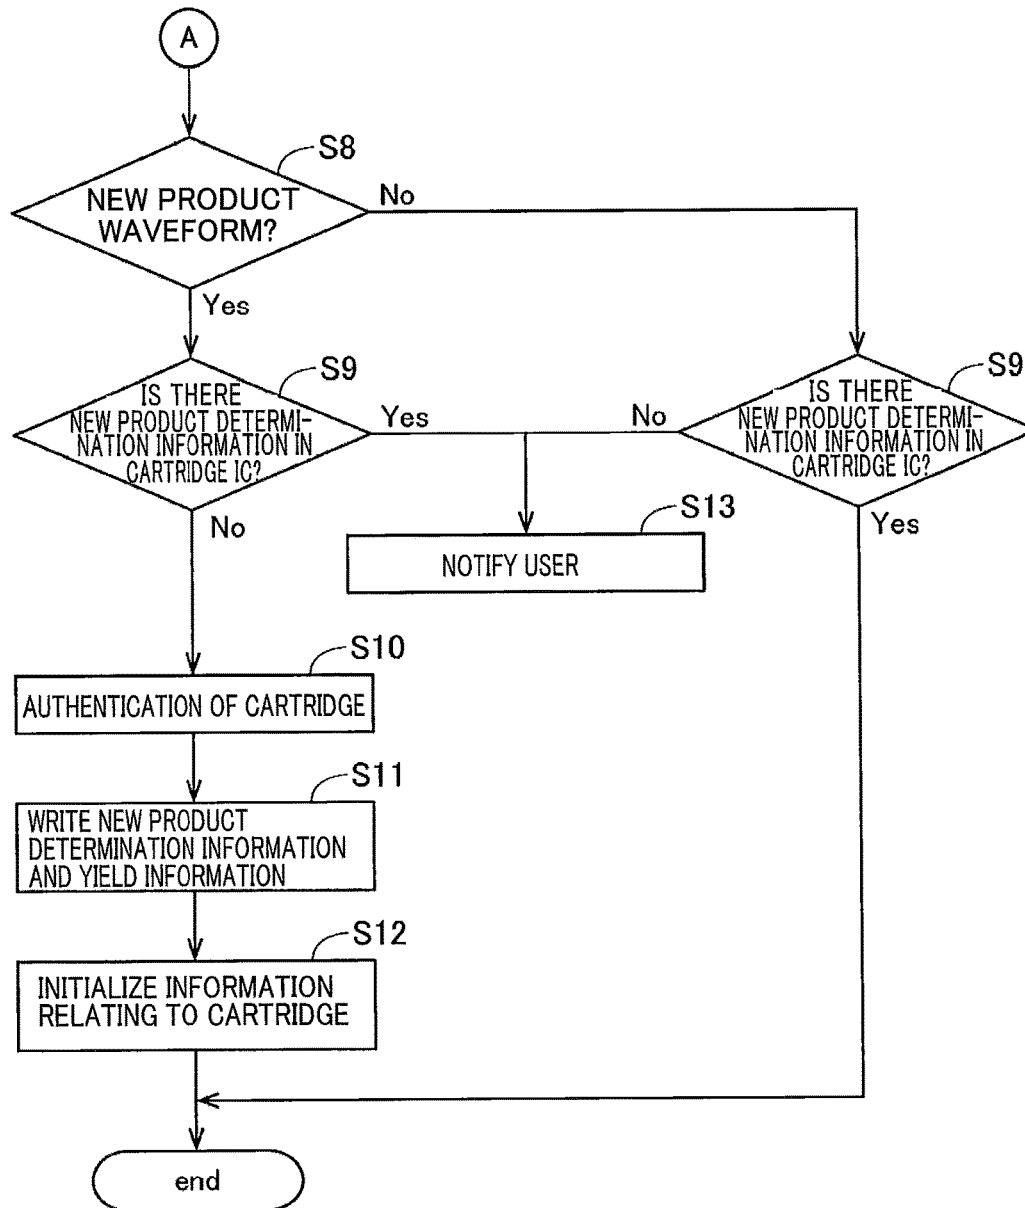 A
S8
NEW PRODUCT
WAVEFORM?
No
Yes
S9
IS THERE
NEW PRODUCT DETERMI-
NATION INFORMATION IN
CARTRIDGE IC?
Yes
No
S9
IS THERE
NEW PRODUCT DETERMI-
NATION INFORMATION IN
CARTRIDGE IC?
No
Yes
S13
NOTIFY USER
S10
AUTHENTICATION OF CARTRIDGE
S11
WRITE NEW PRODUCT
DETERMINATION INFORMATION
AND YIELD INFORMATION
S12
INITIALIZE INFORMATION
RELATING TO CARTRIDGE
end